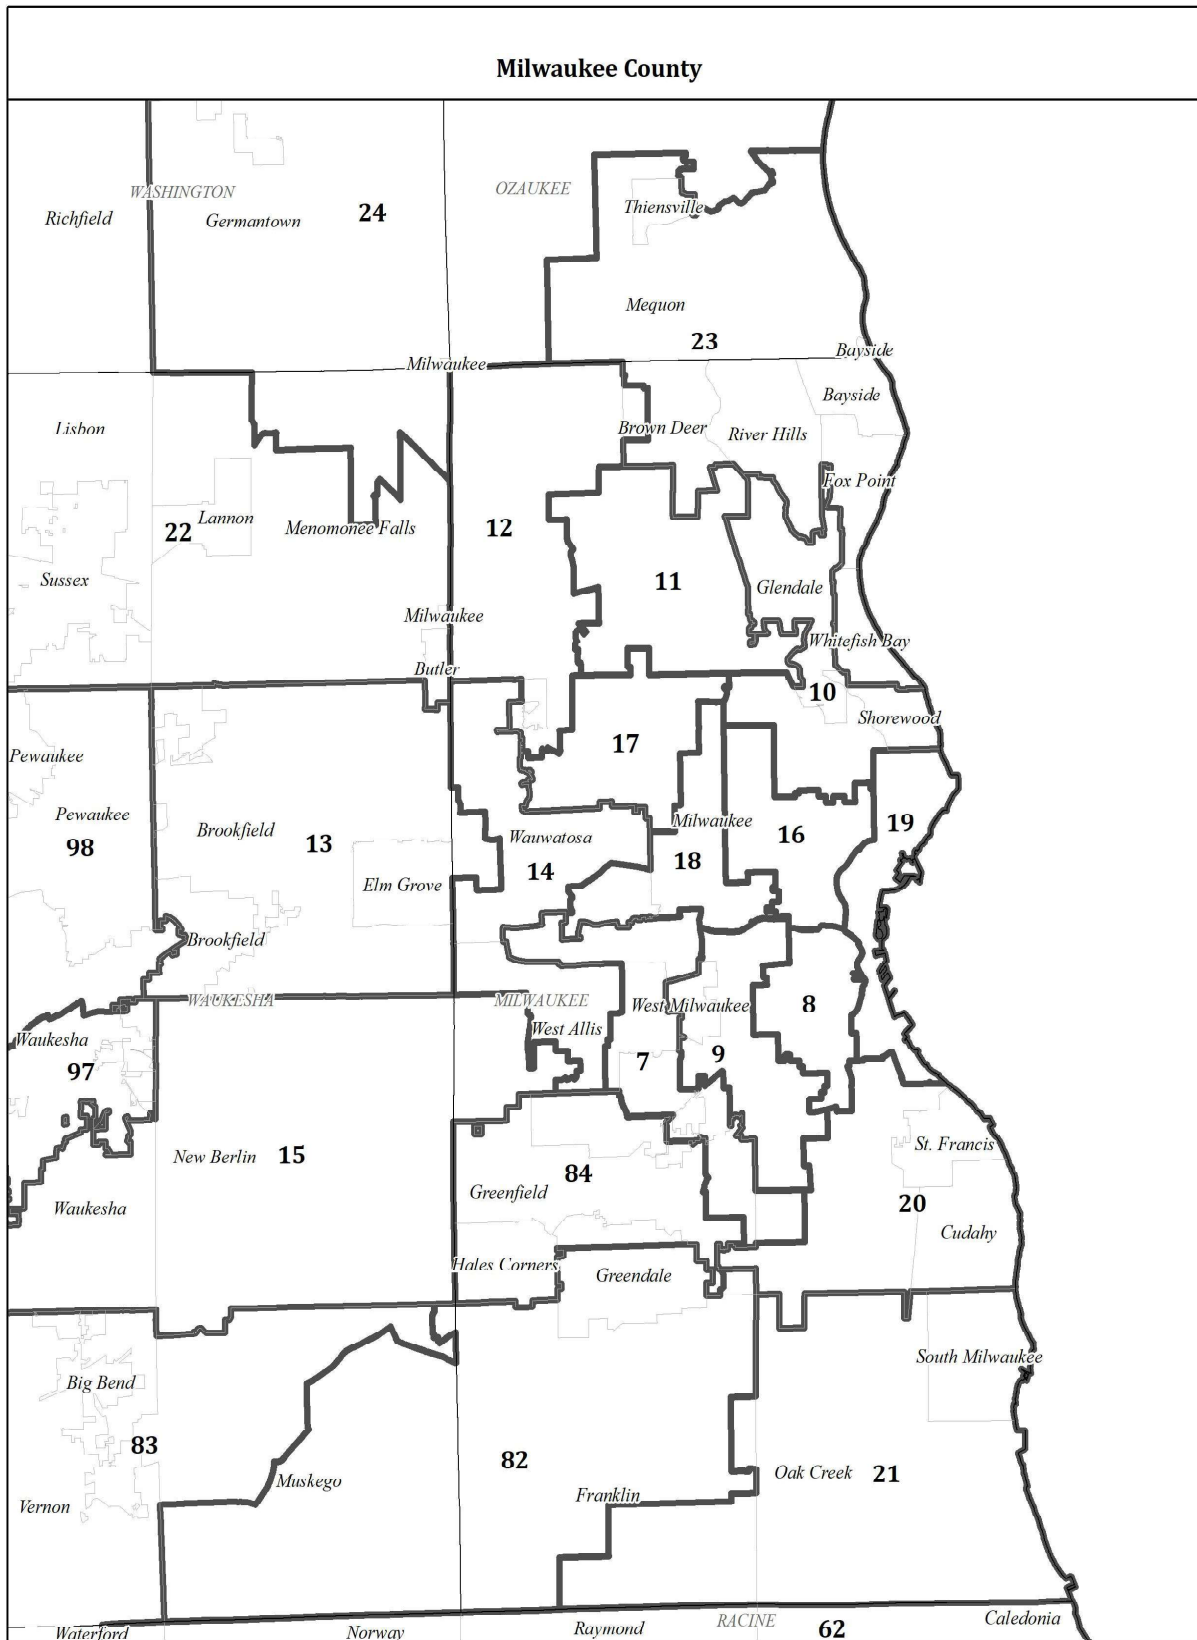 Milwaukee County
WASHINGTON
OZAUKEE
Richfield
Germantown
24
Thiensville
Mequon
23
Bayside
Milwaukee
Bayside
Lisbon
Brown Deer
River Hills
Fox Point
22
Lannon
Menomonee Falls
12
Sussex
11
Glendale
Milwaukee
Whitefish Bay
Butler
10
Shorewood
Pewaukee
17
Pewaukee
98
Brookfield
13
Wauwatosa
Milwaukee
16
19
14
18
Elm Grove
Brookfield
WAUKESHA
MILWAUKEE
West Milwaukee
8
Waukesha
West Allis
97
7
9
New Berlin
15
St. Francis
84
Greenfield
20
Waukesha
Cudahy
Hales Corners
Greendale
South Milwaukee
Big Bend
83
82
Oak Creek
21
Muskego
Franklin
Vernon
RACINE
Caledonia
Waterford
Norway
Raymond
62